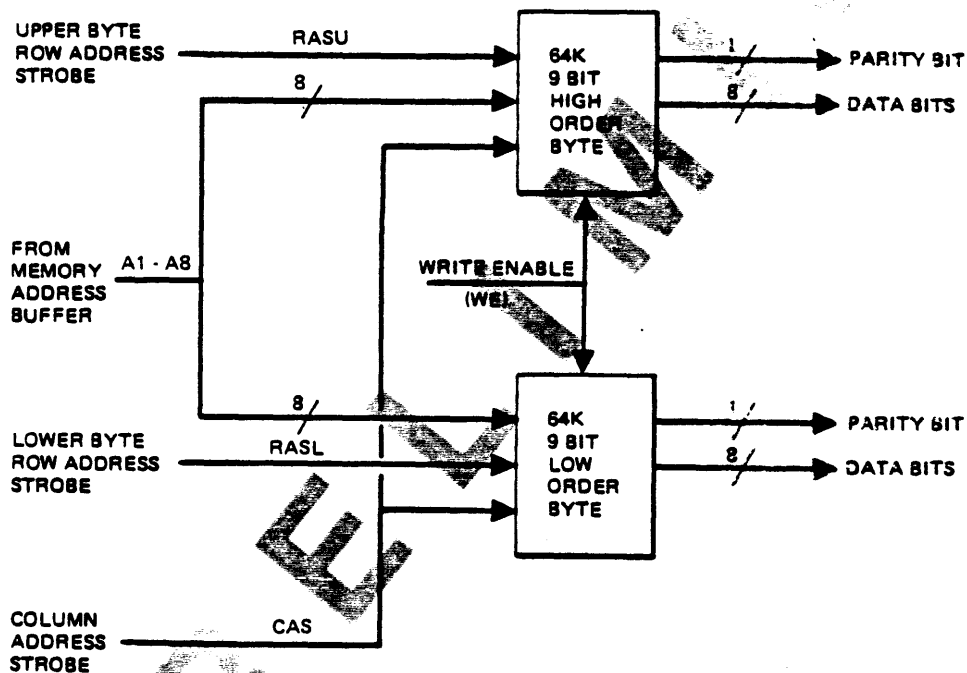 UPPER BYTE
ROW ADDRESS
STROBE
RASU
8
64K
9 BIT
HIGH
ORDER
BYTE
1
PARITY BIT
8
DATA BITS
FROM
MEMORY
ADDRESS
BUFFER
A1 - A8
WRITE ENABLE
(WE)
8
LOWER BYTE
ROW ADDRESS
STROBE
RASL
64K
9 BIT
LOW
ORDER
BYTE
1
PARITY BIT
8
DATA BITS
COLUMN
ADDRESS
STROBE
CAS